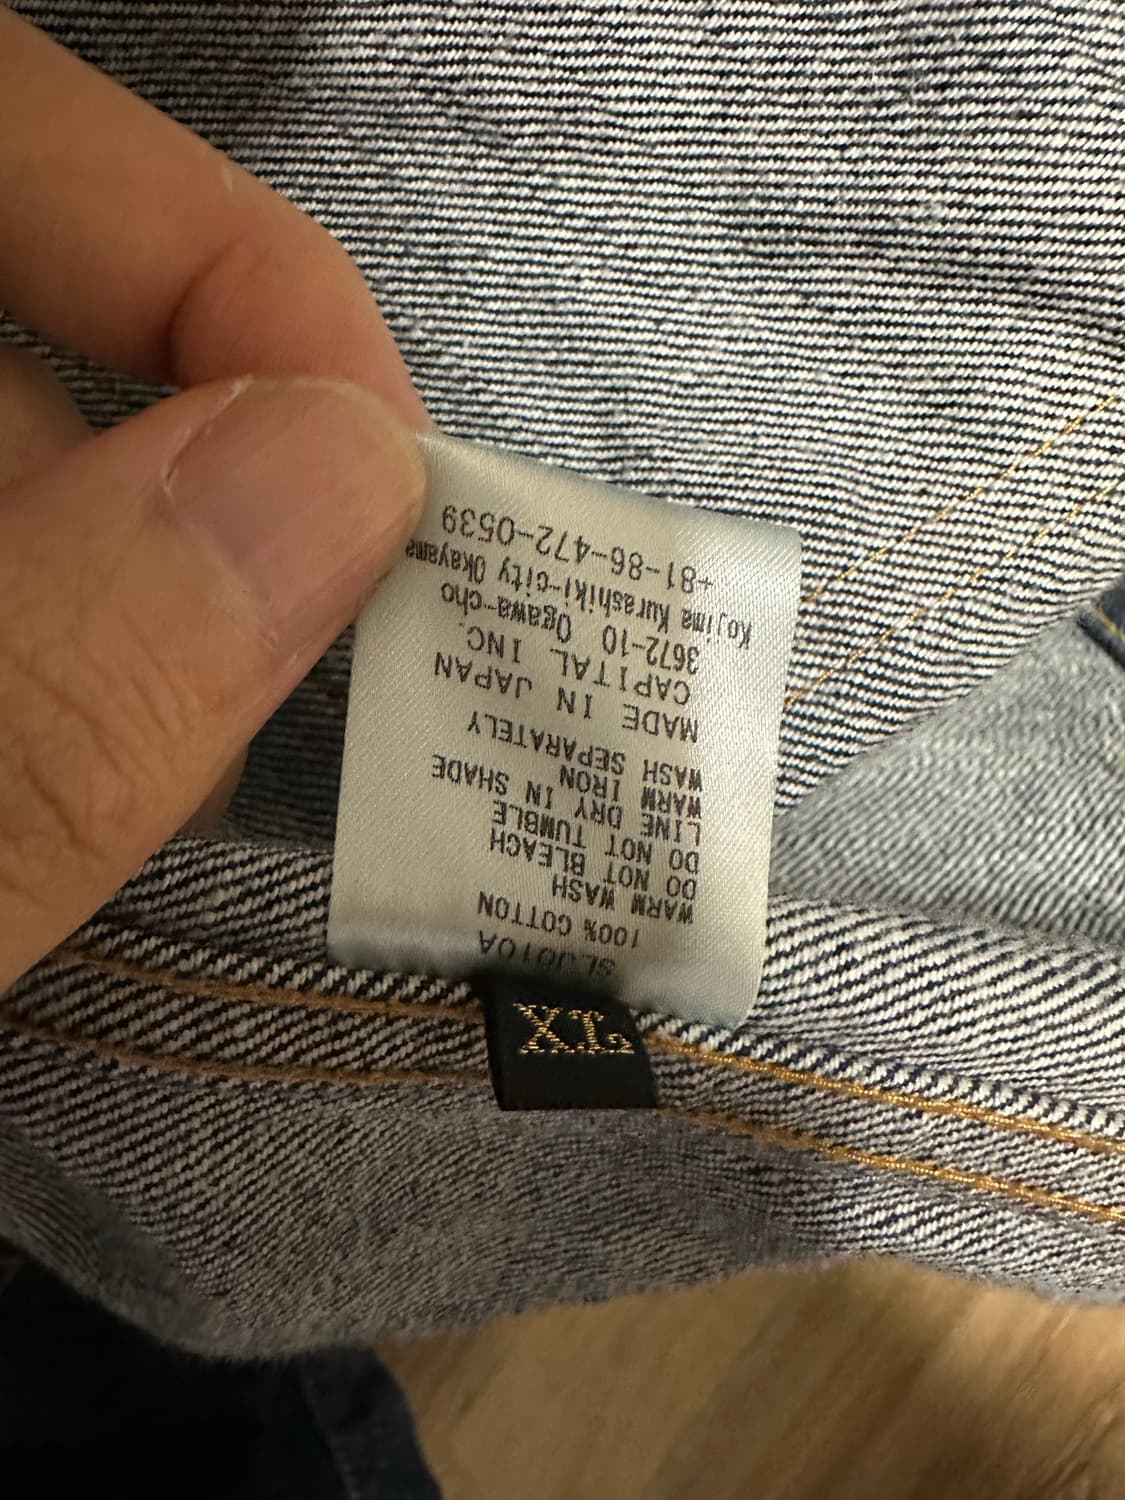 XL
SLJ010A
100% COTTON
WARM WASH
DO NOT BLEACH
DO NOT TUMBLE
LINE DRY IN SHADE
WARM IRON
WASH SEPARATELY
MADE IN JAPAN
CAPITAL INC.
3672-10 Ogawa-cho
Kojima Kurashiki-city Okayama
+81-86-472-0539